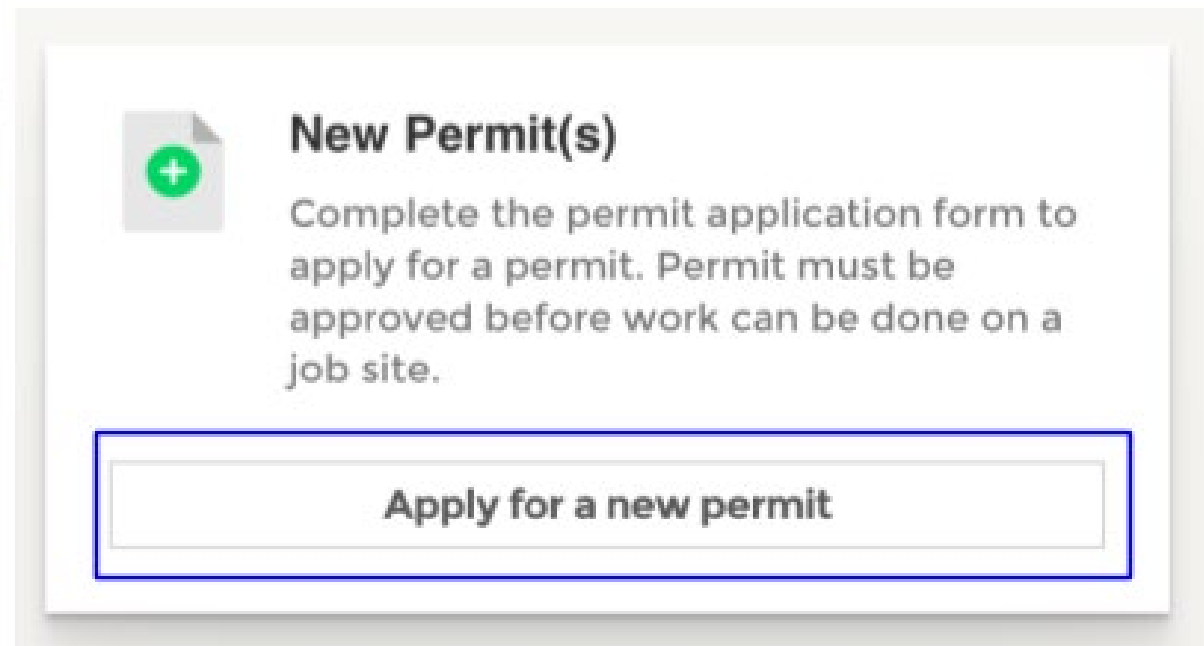 New Permit(s)
Complete the permit application form to
apply for a permit. Permit must be
approved before work can be done on a
job site.
Apply for a new permit